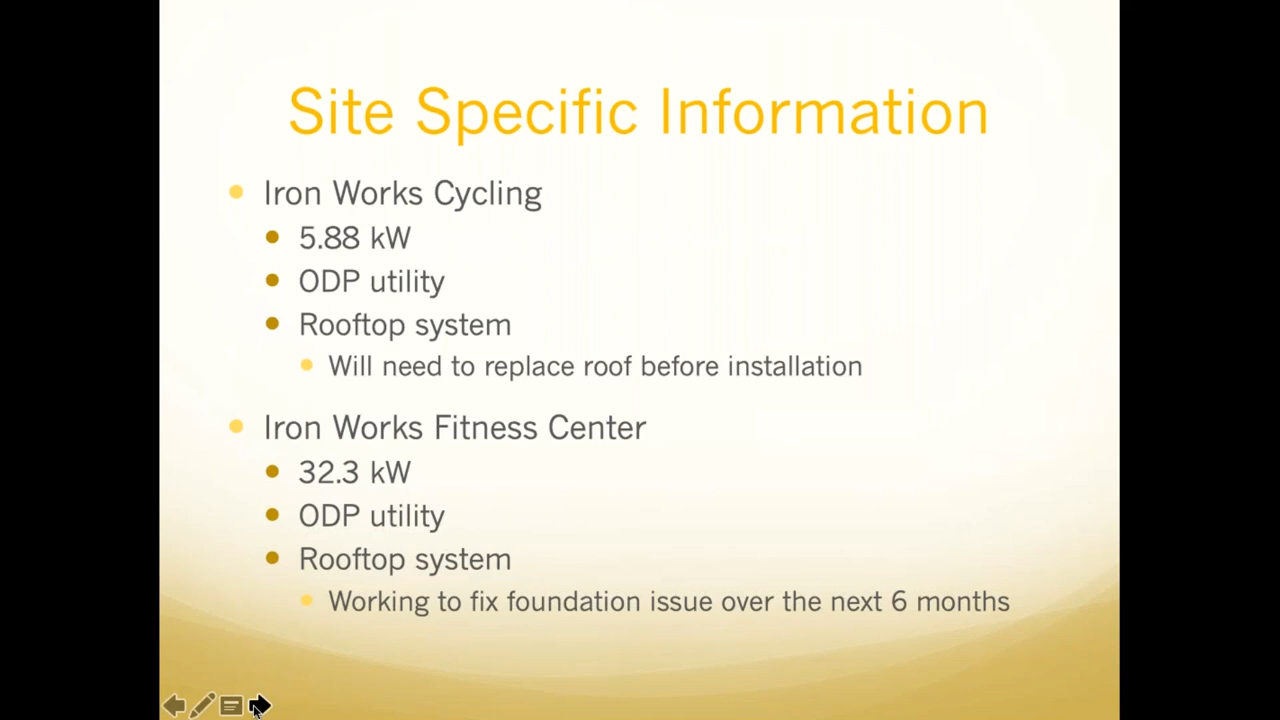 Site Specific Information
Iron Works Cycling
5.88 kW
ODP utility
Rooftop system
Will need to replace roof before installation
Iron Works Fitness Center
32.3 kW
ODP utility
Rooftop system
Working to fix foundation issue over the next 6 months